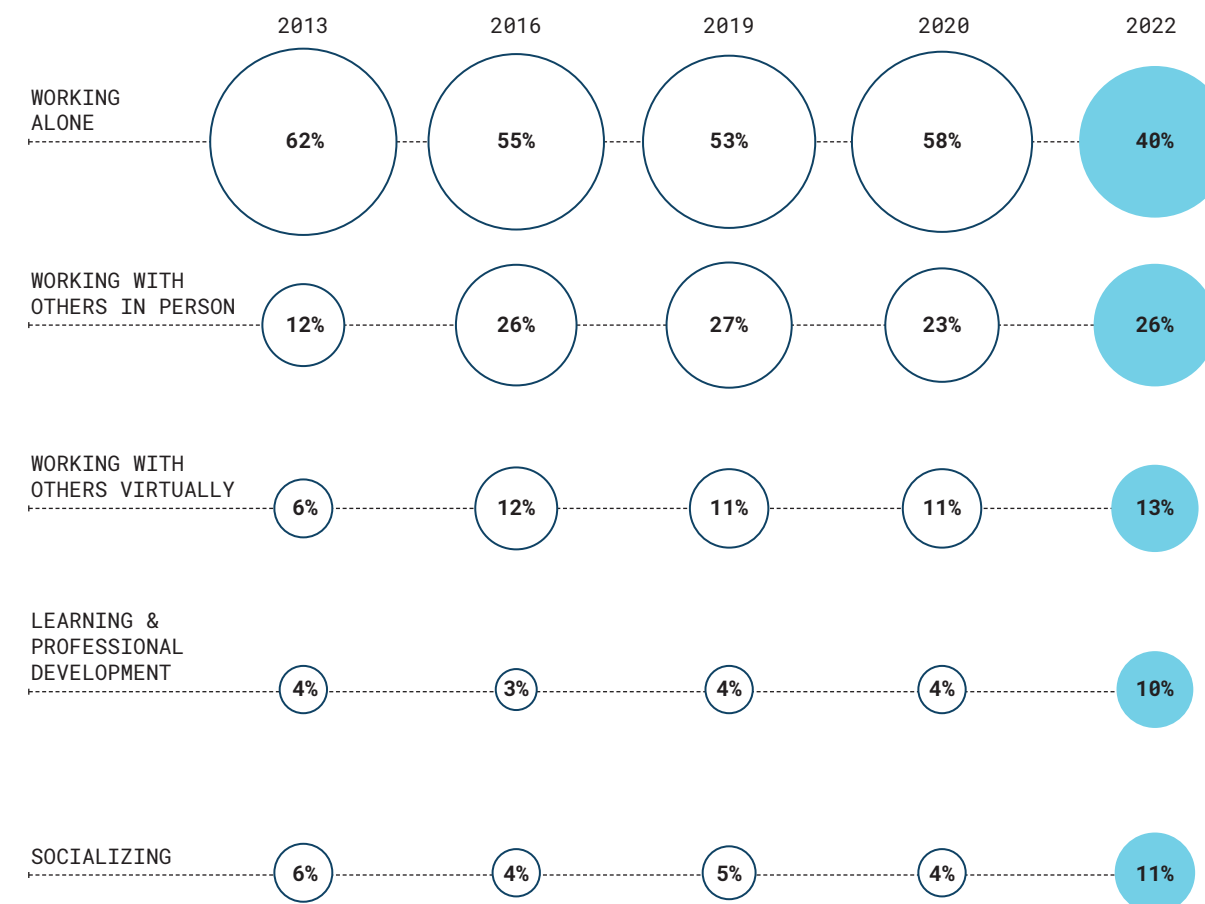 2013 2016 2019 2020 2022
WORKING
ALONE
62% 55% 53% 58% 40%
WORKING WITH
OTHERS IN PERSON
12% 26% 27% 23% 26%
WORKING WITH
OTHERS VIRTUALLY
6% 12% 11% 11% 13%
LEARNING &
PROFESSIONAL
DEVELOPMENT
4% 3% 4% 4% 10%
SOCIALIZING
6% 4% 5% 4% 11%